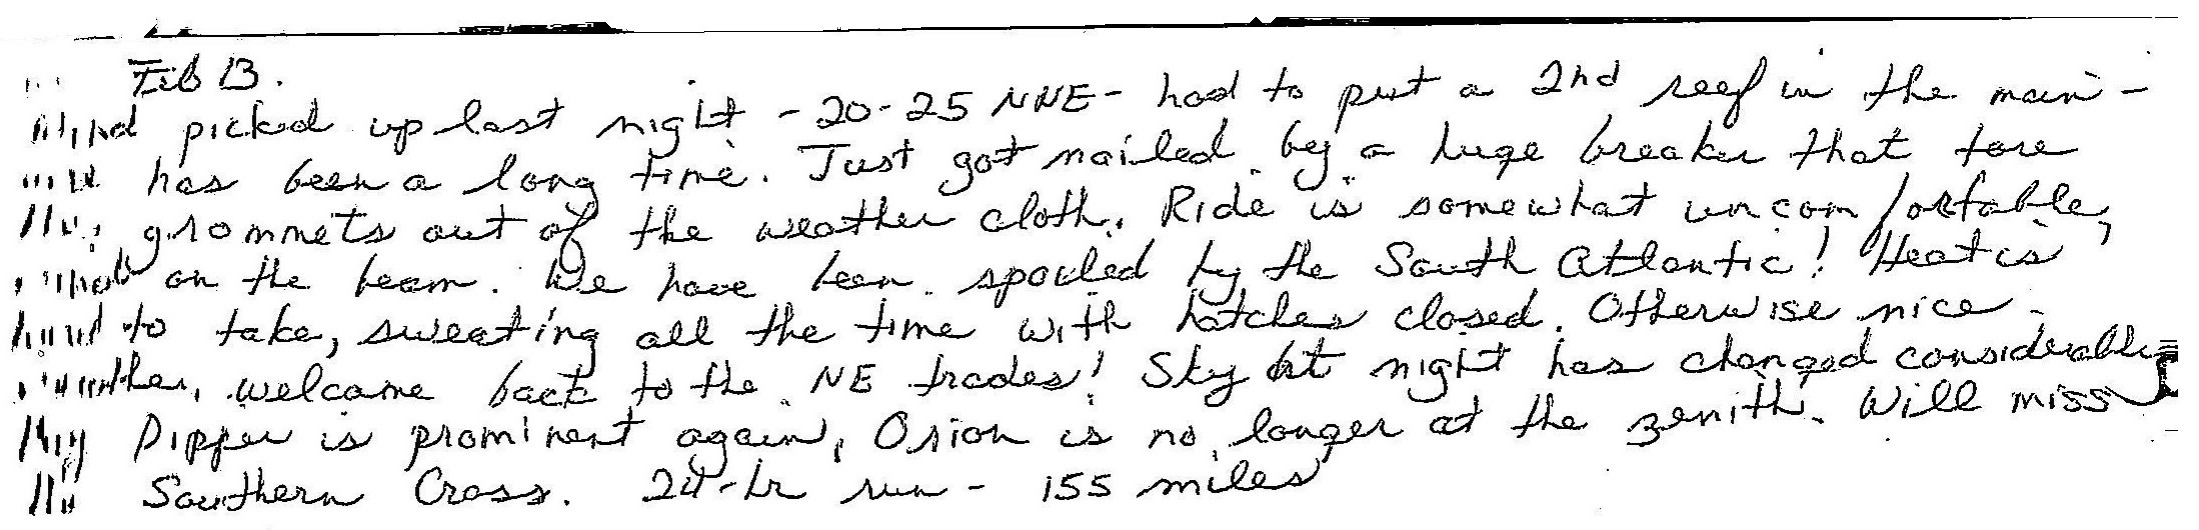 Feb 13.
Wind picked up last night - 20-25 NNE - had to put a 2nd reef in the main -
has been a long time. Just got nailed by a huge breaker that tore
grommets out of the weather cloth. Ride is somewhat uncomfortable,
on the beam. We have been spoiled by the South Atlantic! Heat is
hard to take, sweating all the time with hatches closed. Otherwise nice
weather, welcome back to the NE trades! Sky at night has changed considerably
Big Dipper is prominent again, Orion is no longer at the zenith. Will miss
Southern Cross. 24-hr run - 155 miles